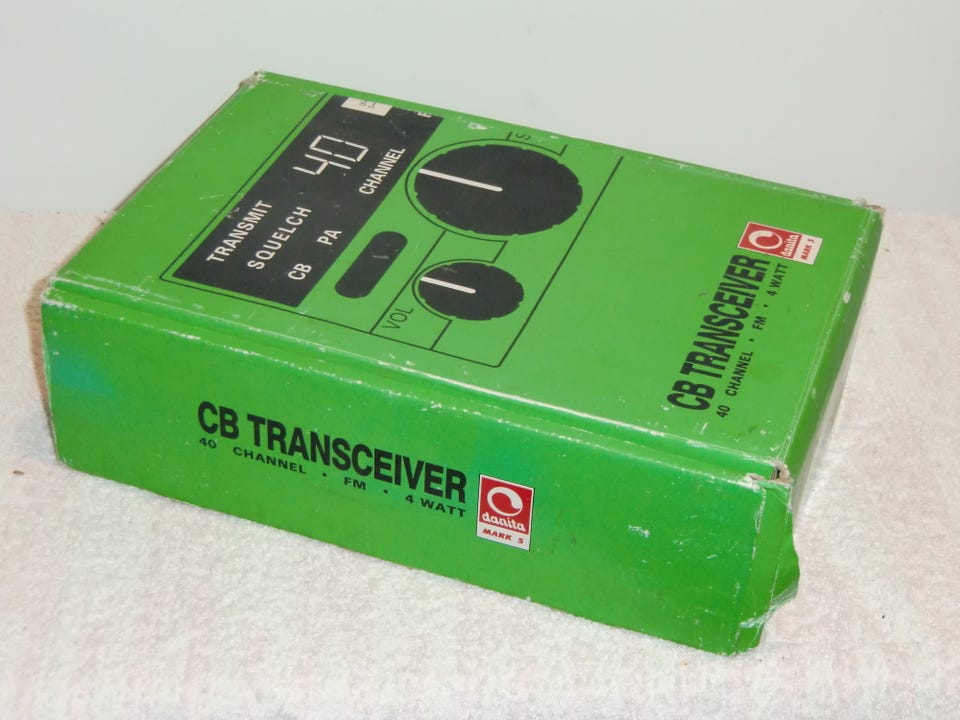 TRANSMIT
40
SQUELCH
CB PA CHANNEL
VOL
S
CB TRANSCEIVER
40 CHANNEL • FM • 4 WATT
danita
MARK 5
CB TRANSCEIVER
40 CHANNEL • FM • 4 WATT
danita
MARK 5